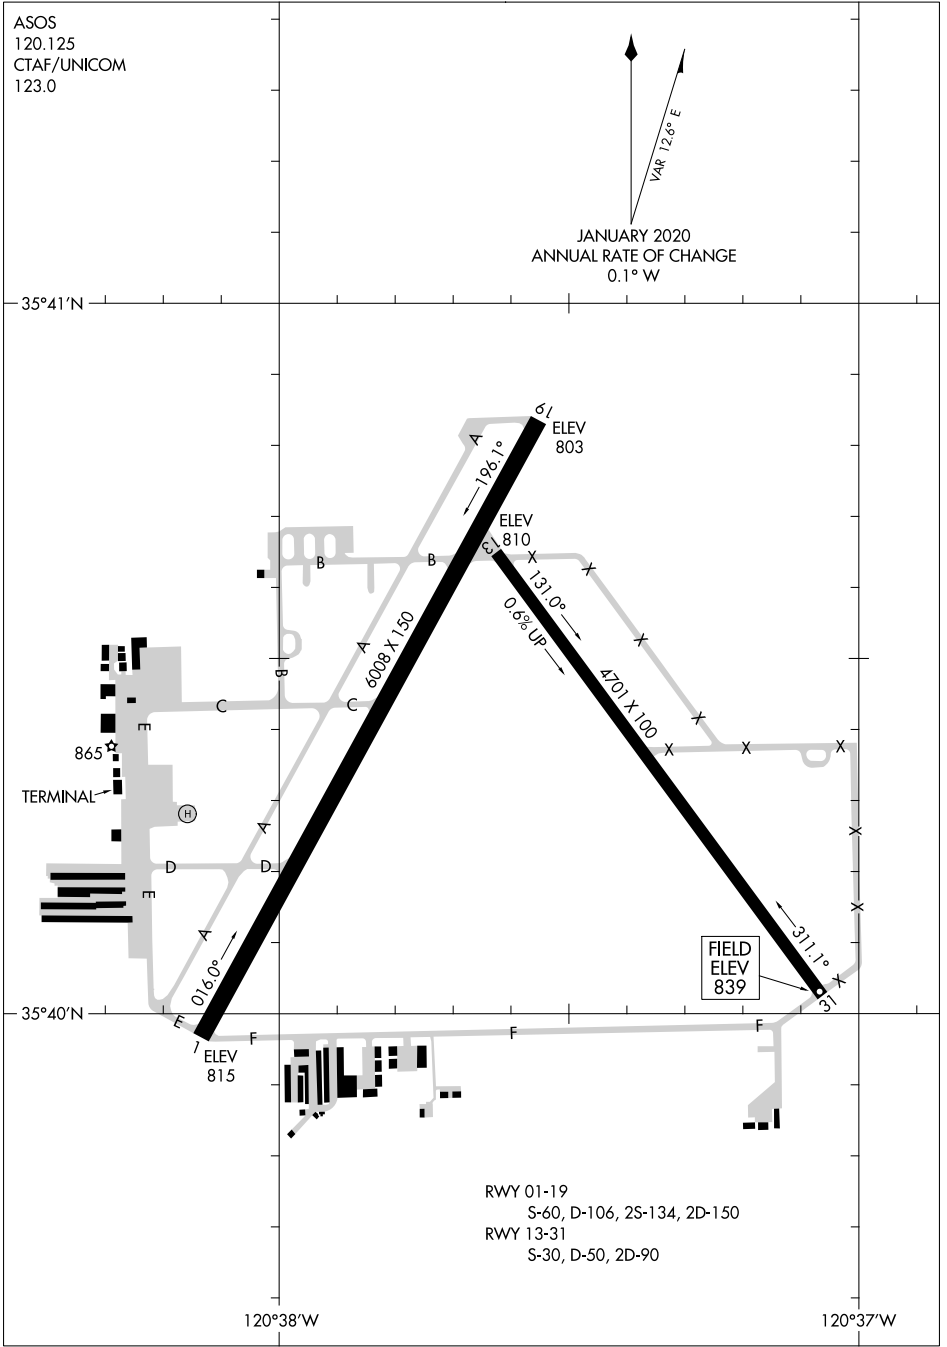 ASOS
120.125
CTAF/UNICOM
123.0
VAR 12.6° E
JANUARY 2020
ANNUAL RATE OF CHANGE
0.1° W
35°41'N
19
ELEV
803
A
196.1°
ELEV
810
13
B
B
X
X
131.0°
0.6% UP
A
6008 X 150
X
B
4701 X 100
C
C
X
E
X
X
X
865
TERMINAL
H
A
X
D
D
E
X
A
311.1°
FIELD
ELEV
839
016.0°
X
31
35°40'N
E
F
F
F
1
ELEV
815
RWY 01-19
S-60, D-106, 2S-134, 2D-150
RWY 13-31
S-30, D-50, 2D-90
120°38'W
120°37'W